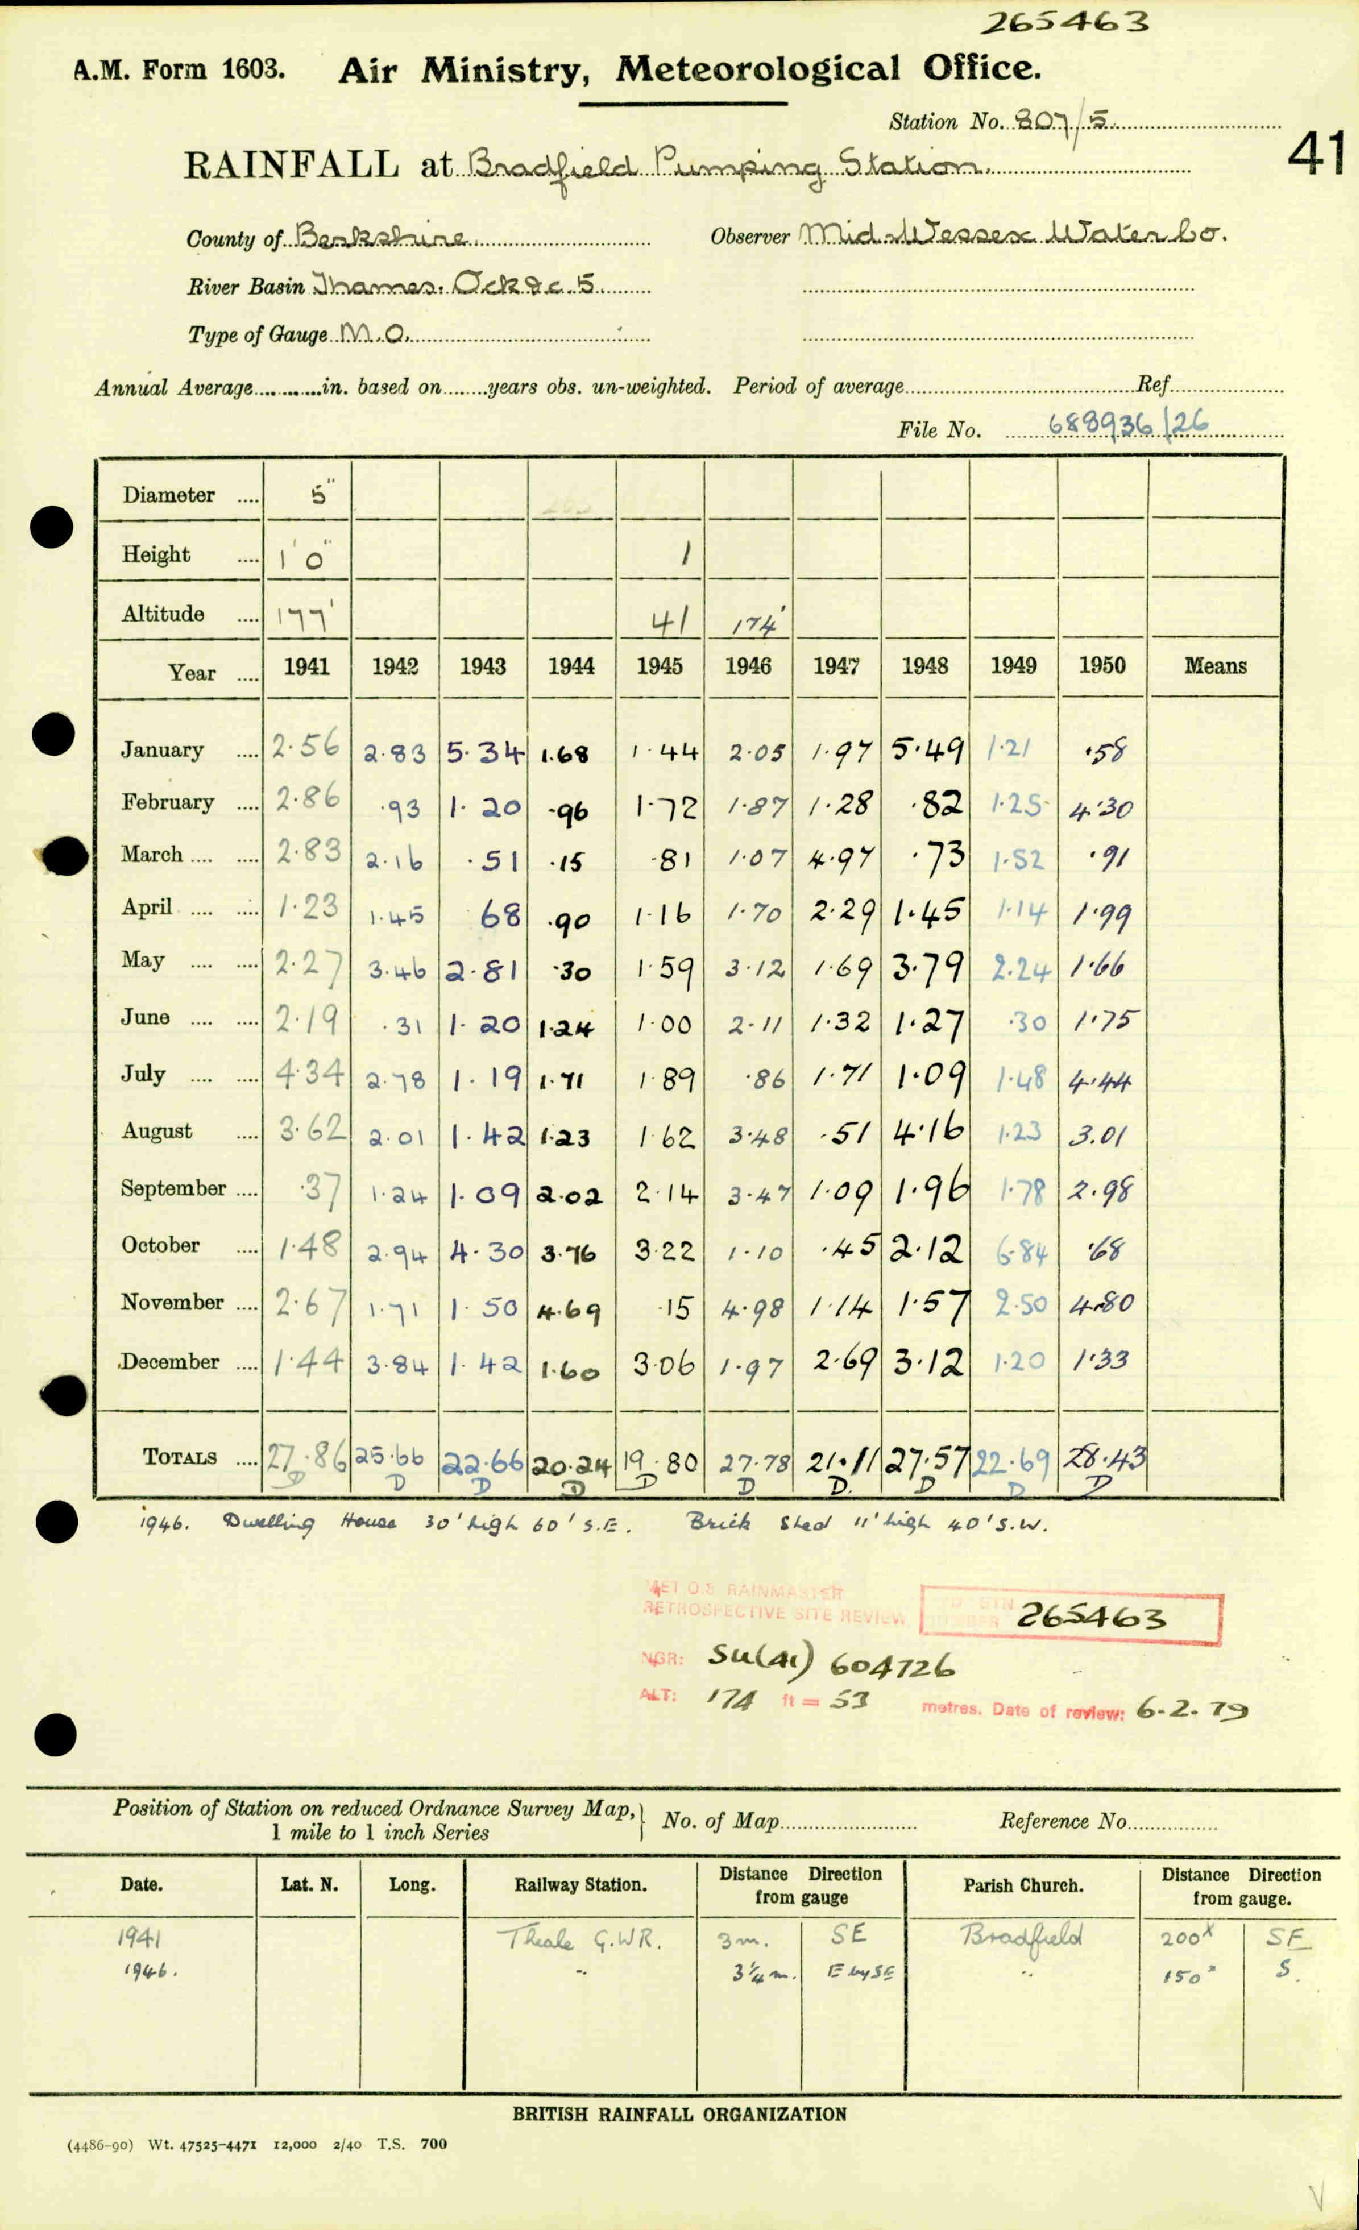 265463
A.M. Form 1603. Air Ministry, Meteorological Office.
Station No. 807/5
41
RAINFALL at Bradfield Pumping Station
County of Berkshire Observer Mid-Wessex Water Co.
River Basin Thames. Ock &c 5
Type of Gauge M.O.
Annual Average............in. based on........years obs. un-weighted. Period of average...... Ref......
File No. 688936/26
Diameter .... 5"
Height .... 1' 0" 1
Altitude .... 177' 41 174'
Year .... 1941 1942 1943 1944 1945 1946 1947 1948 1949 1950 Means
January .... 2.56 2.83 5.34 1.68 1.44 2.05 1.97 5.49 1.21 .58
February .... 2.86 .93 1.20 .96 1.72 1.87 1.28 .82 1.25 4.30
March .... .... 2.83 2.16 .51 .15 .81 1.07 4.97 .73 1.52 .91
April .... .... 1.23 1.45 68 .90 1.16 1.70 2.29 1.45 1.14 1.99
May .... .... 2.27 3.46 2.81 .30 1.59 3.12 1.69 3.79 2.24 1.66
June .... .... 2.19 .31 1.20 1.24 1.00 2.11 1.32 1.27 .30 1.75
July .... .... 4.34 2.78 1.19 1.71 1.89 .86 1.71 1.09 1.48 4.44
August .... 3.62 2.01 1.42 1.23 1.62 3.48 .51 4.16 1.23 3.01
September .... .37 1.24 1.09 2.02 2.14 3.47 1.09 1.96 1.78 2.98
October .... 1.48 2.94 4.30 3.76 3.22 1.10 .45 2.12 6.84 .68
November .... 2.67 1.71 1.50 4.69 .15 4.98 1.14 1.57 2.50 4.80
December .... 1.44 3.84 1.42 1.60 3.06 1.97 2.69 3.12 1.20 1.33
TOTALS .... 27.86 25.66 22.66 20.24 19.80 27.78 21.11 27.57 22.69 28.43
D D D D D D D. D D D
1946. Dwelling House 30' high 60' S.E. Brick Shed 11' high 40' S.W.
MET O.8 RAINMASTER
RETROSPECTIVE SITE REVIEW STN NUMBER 265463
NGR: SU(41) 604726
ALT: 174 ft = 53 metres. Date of review: 6.2.79
Position of Station on reduced Ordnance Survey Map, No. of Map...... Reference No......
1 mile to 1 inch Series
Date. Lat. N. Long. Railway Station. Distance Direction from gauge Parish Church. Distance Direction from gauge.
1941 Theale G.W.R. 3m. SE Bradfield 200x SE
1946. " 3¼m. E by SE " 150x S.
BRITISH RAINFALL ORGANIZATION
(4486-90) Wt. 47525-4471 12,000 2/40 T.S. 700